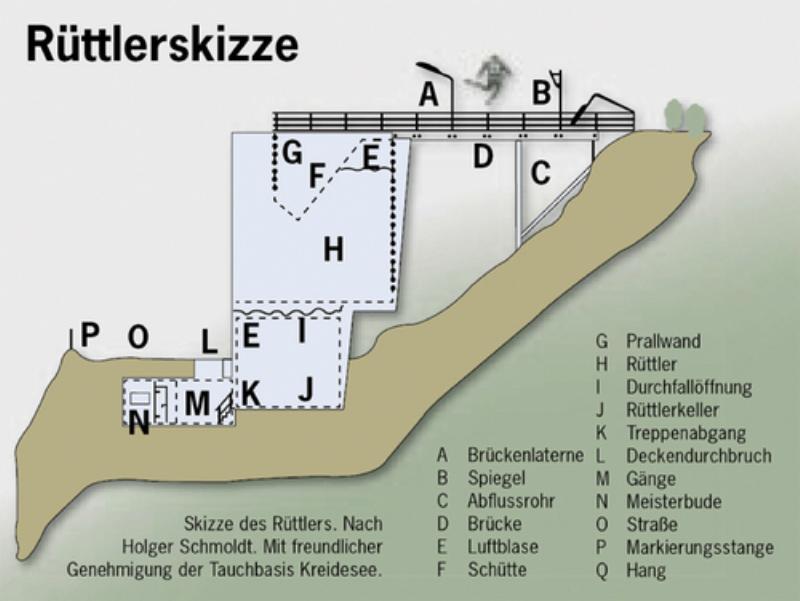 Rüttlerskizze
A
B
G
F
E
D
C
H
P
O
L
E
I
N
M
K
J
G Prallwand
H Rüttler
I Durchfallöffnung
J Rüttlerkeller
K Treppenabgang
A Brückenlaterne L Deckendurchbruch
B Spiegel M Gänge
C Abflussrohr N Meisterbude
D Brücke O Straße
E Luftblase P Markierungsstange
F Schütte Q Hang
Skizze des Rüttlers. Nach
Holger Schmoldt. Mit freundlicher
Genehmigung der Tauchbasis Kreidesee.